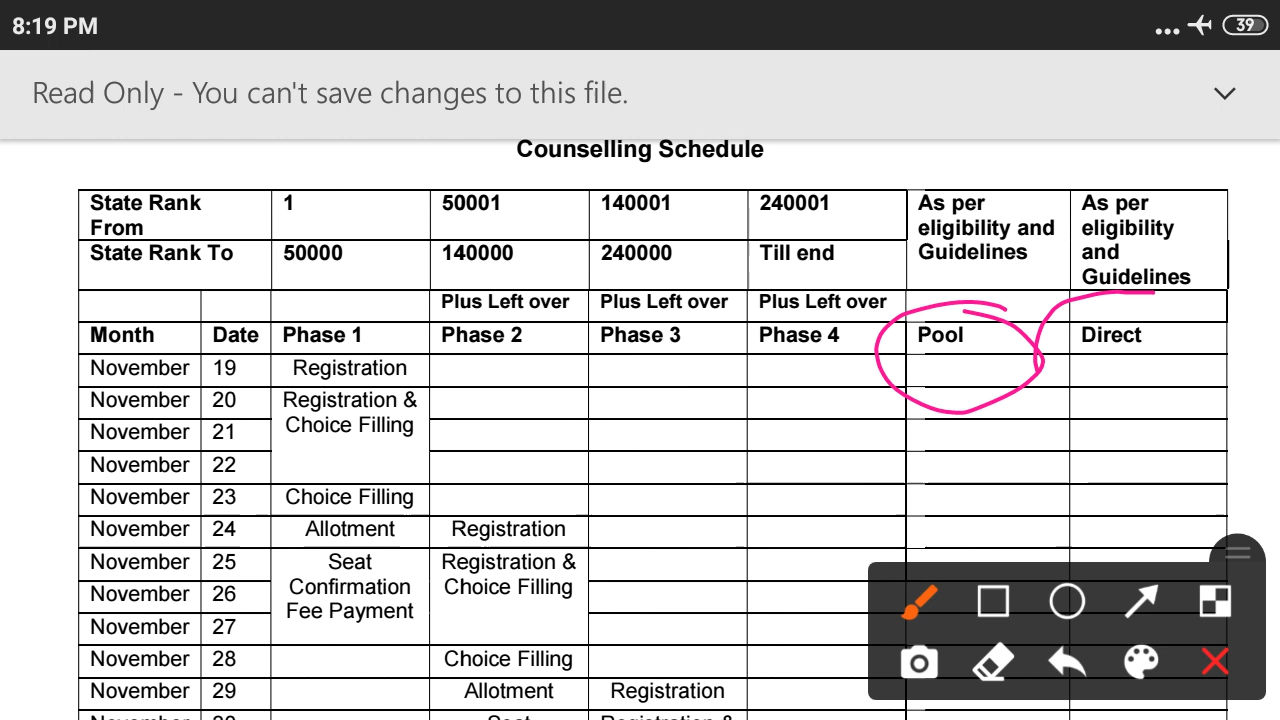 8:19 PM
39
Read Only - You can't save changes to this file.
Counselling Schedule
State Rank From 1 50001 140001 240001 As per eligibility and Guidelines As per eligibility and Guidelines
State Rank To 50000 140000 240000 Till end
Plus Left over Plus Left over Plus Left over
Month Date Phase 1 Phase 2 Phase 3 Phase 4 Pool Direct
November 19 Registration
November 20 Registration &
November 21 Choice Filling
November 22
November 23 Choice Filling
November 24 Allotment Registration
November 25 Seat Registration &
November 26 Confirmation Choice Filling
November 27 Fee Payment
November 28 Choice Filling
November 29 Allotment Registration